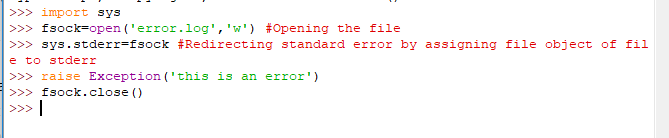 >>> import sys
>>> fsock=open('error.log','w') #Opening the file
>>> sys.stderr=fsock #Redirecting standard error by assigning file object of fil
e to stderr
>>> raise Exception('this is an error')
>>> fsock.close()
>>>